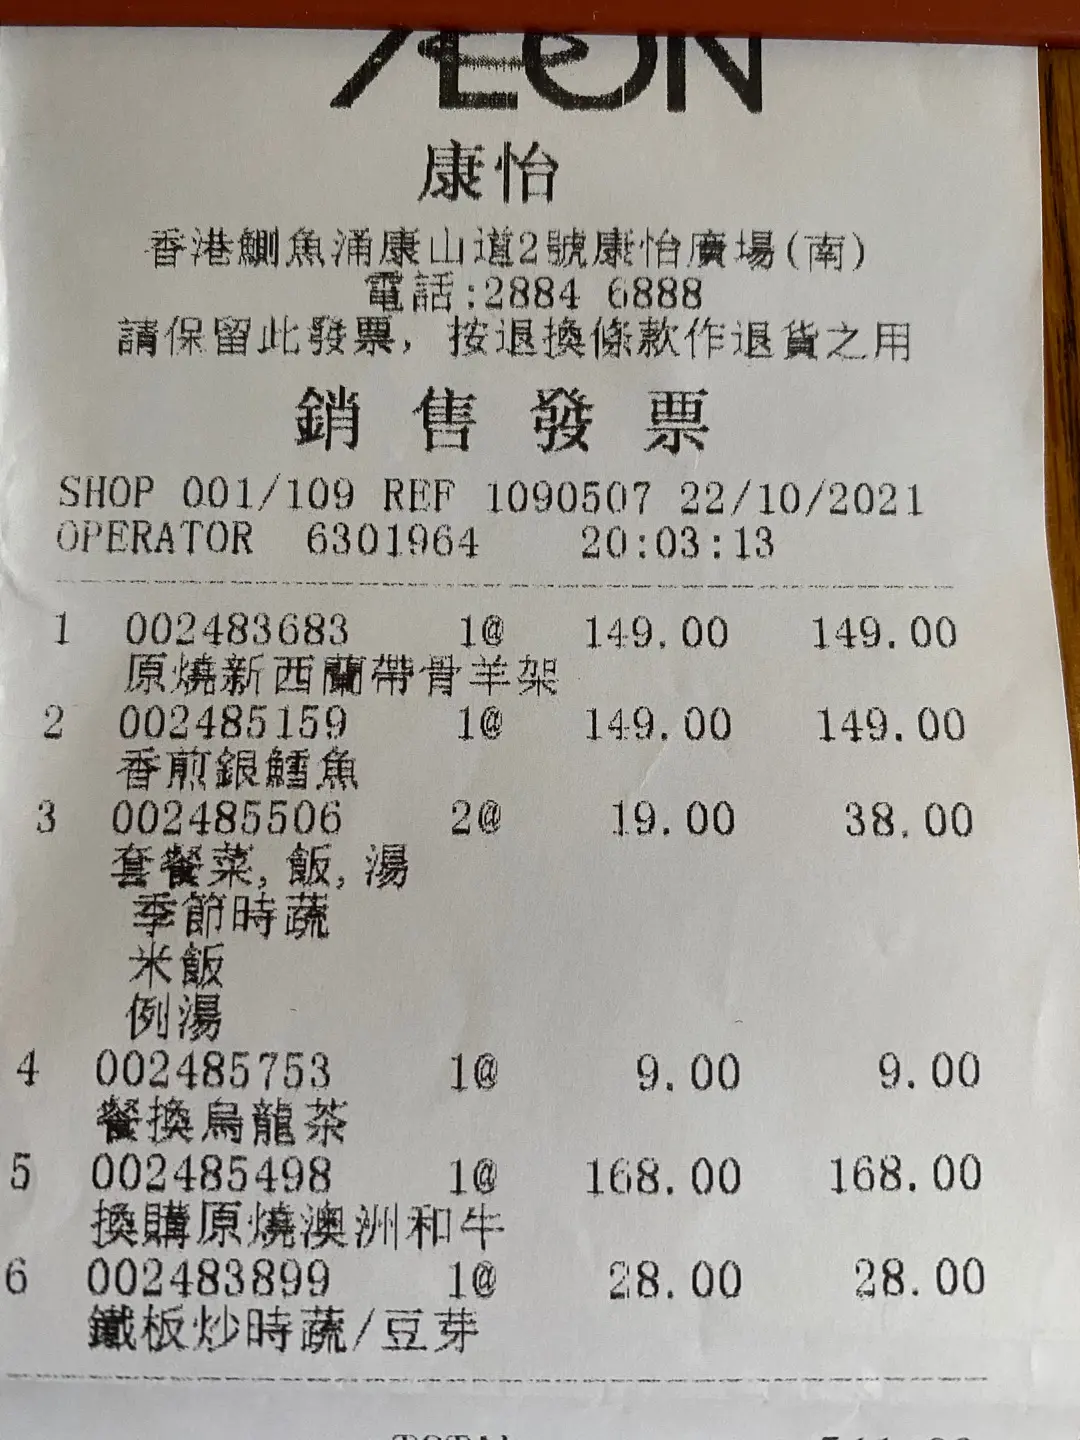 ÆON
康怡
香港鰂魚涌康山道2號康怡廣場(南)
電話:2884 6888
請保留此發票, 按退換條款作退貨之用
銷售發票
SHOP 001/109 REF 1090507 22/10/2021
OPERATOR 6301964 20:03:13
1 002483683 1@ 149.00 149.00
原燒新西蘭帶骨羊架
2 002485159 1@ 149.00 149.00
香煎銀鱈魚
3 002485506 2@ 19.00 38.00
套餐菜, 飯, 湯
季節時蔬
米飯
例湯
4 002485753 1@ 9.00 9.00
餐換烏龍茶
5 002485498 1@ 168.00 168.00
換購原燒澳洲和牛
6 002483899 1@ 28.00 28.00
鐵板炒時蔬/豆芽
TOTAL